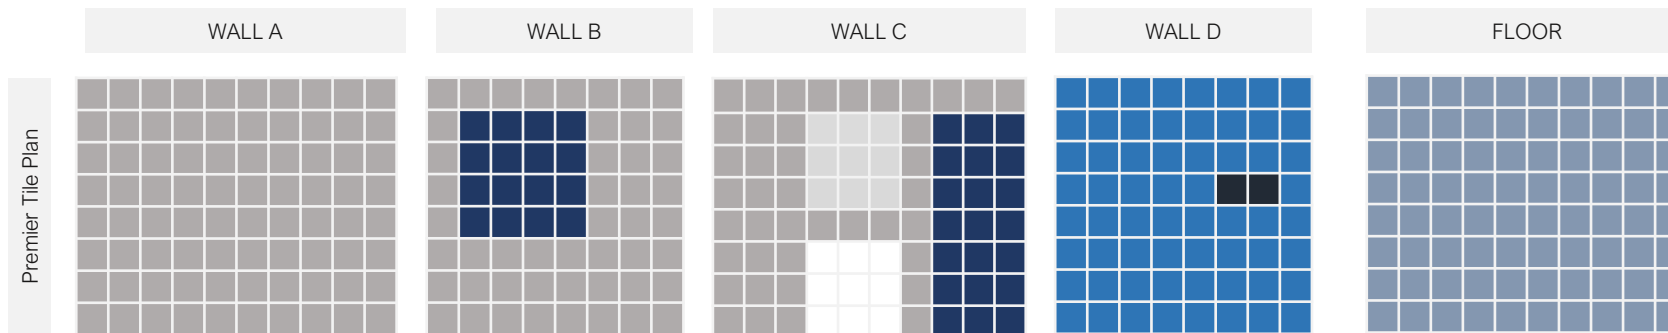 WALL A
WALL B
WALL C
WALL D
FLOOR
Premier Tile Plan